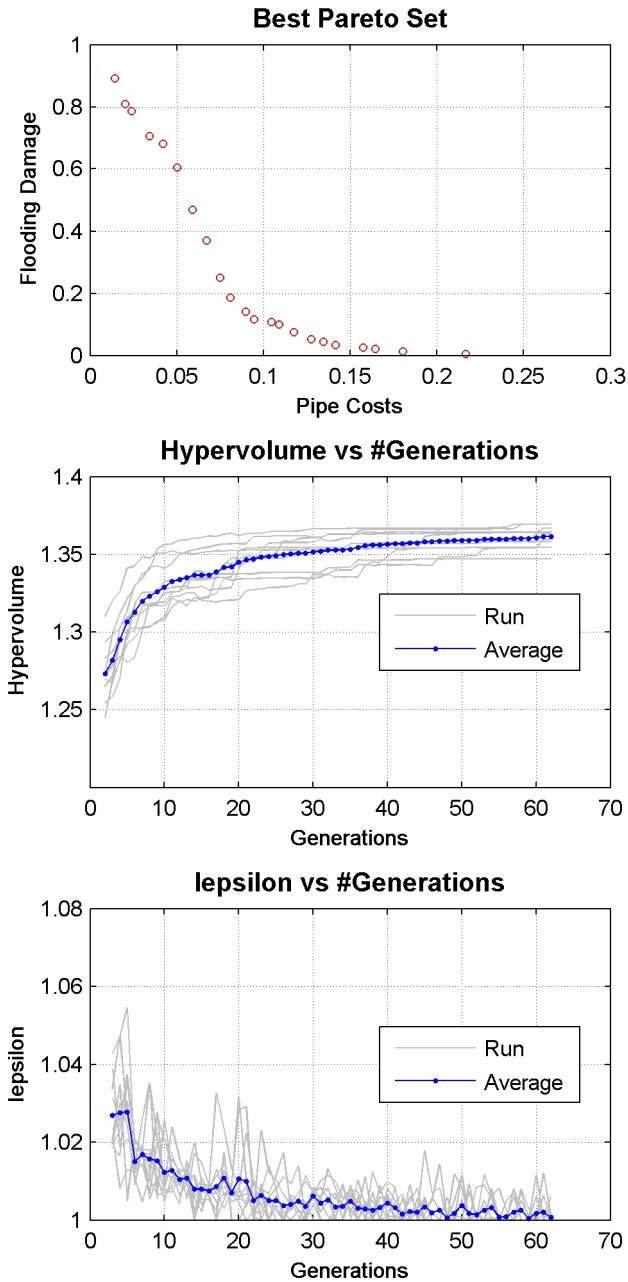 Best Pareto Set
1
0.8
0.6
0.4
0.2
0
Flooding Damage
0 0.05 0.1 0.15 0.2 0.25 0.3
Pipe Costs
Hypervolume vs #Generations
1.4
1.35
1.3
1.25
Hypervolume
Run
Average
0 10 20 30 40 50 60 70
Generations
Iepsilon vs #Generations
1.08
1.06
1.04
1.02
1
Iepsilon
Run
Average
0 10 20 30 40 50 60 70
Generations